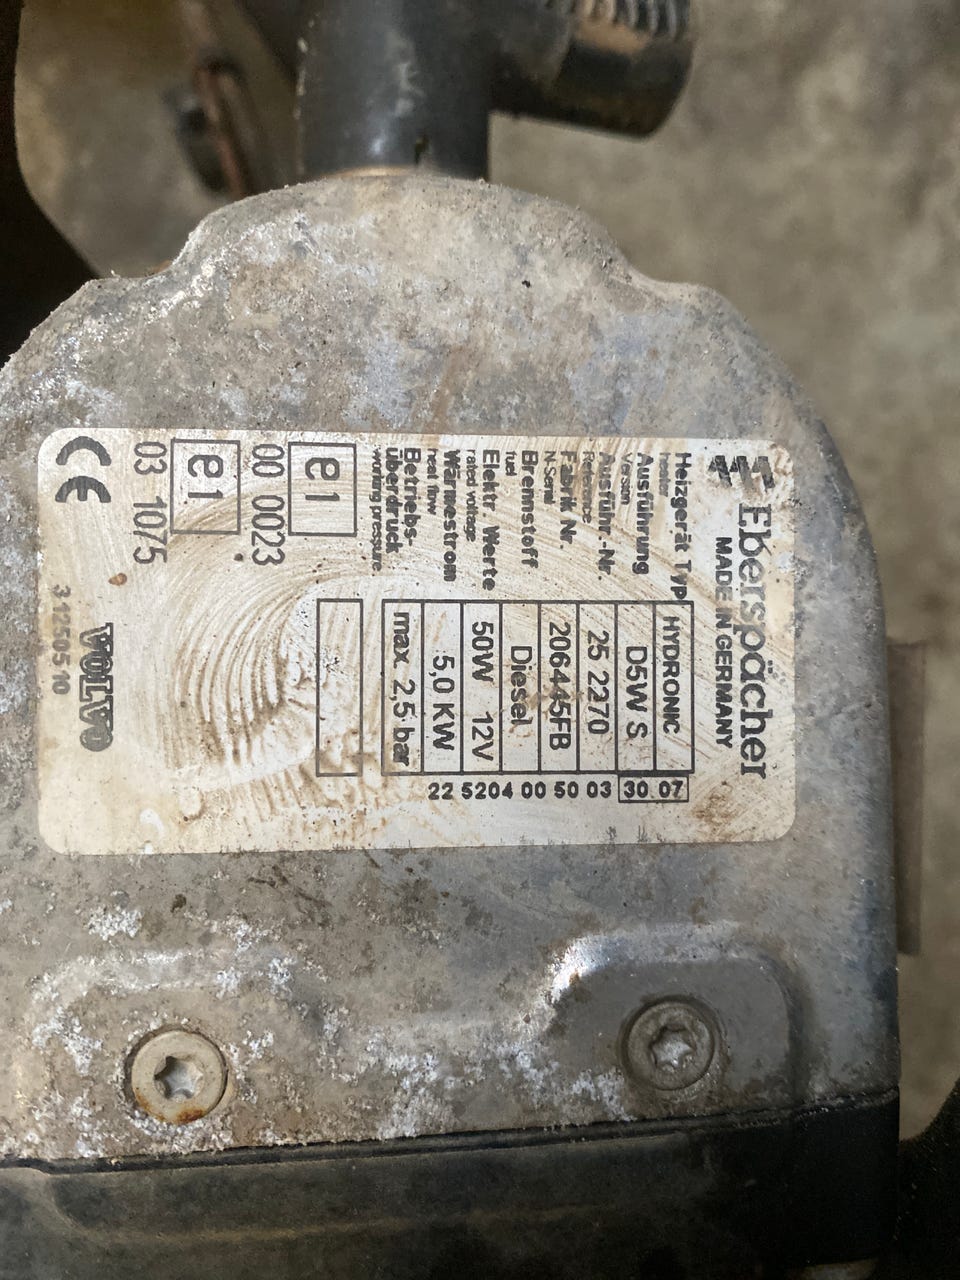 Eberspächer
MADE IN GERMANY
Heizgerät Typ HYDRONIC
heater
Ausführung D5W S
Version
Ausführ.-Nr. 25 2270
Reference
Fabrik Nr. 206445FB
N-Serial
Brennstoff Diesel
fuel
Elektr. Werte 50W 12V
rated voltage
Wärmestrom 5,0 KW
heat flow
Betriebs- max. 2,5 bar
überdruck
working pressure
22 5204 00 50 03 30 07
e1
00 0023
e1
03 1075
CE
VOLVO
31250510